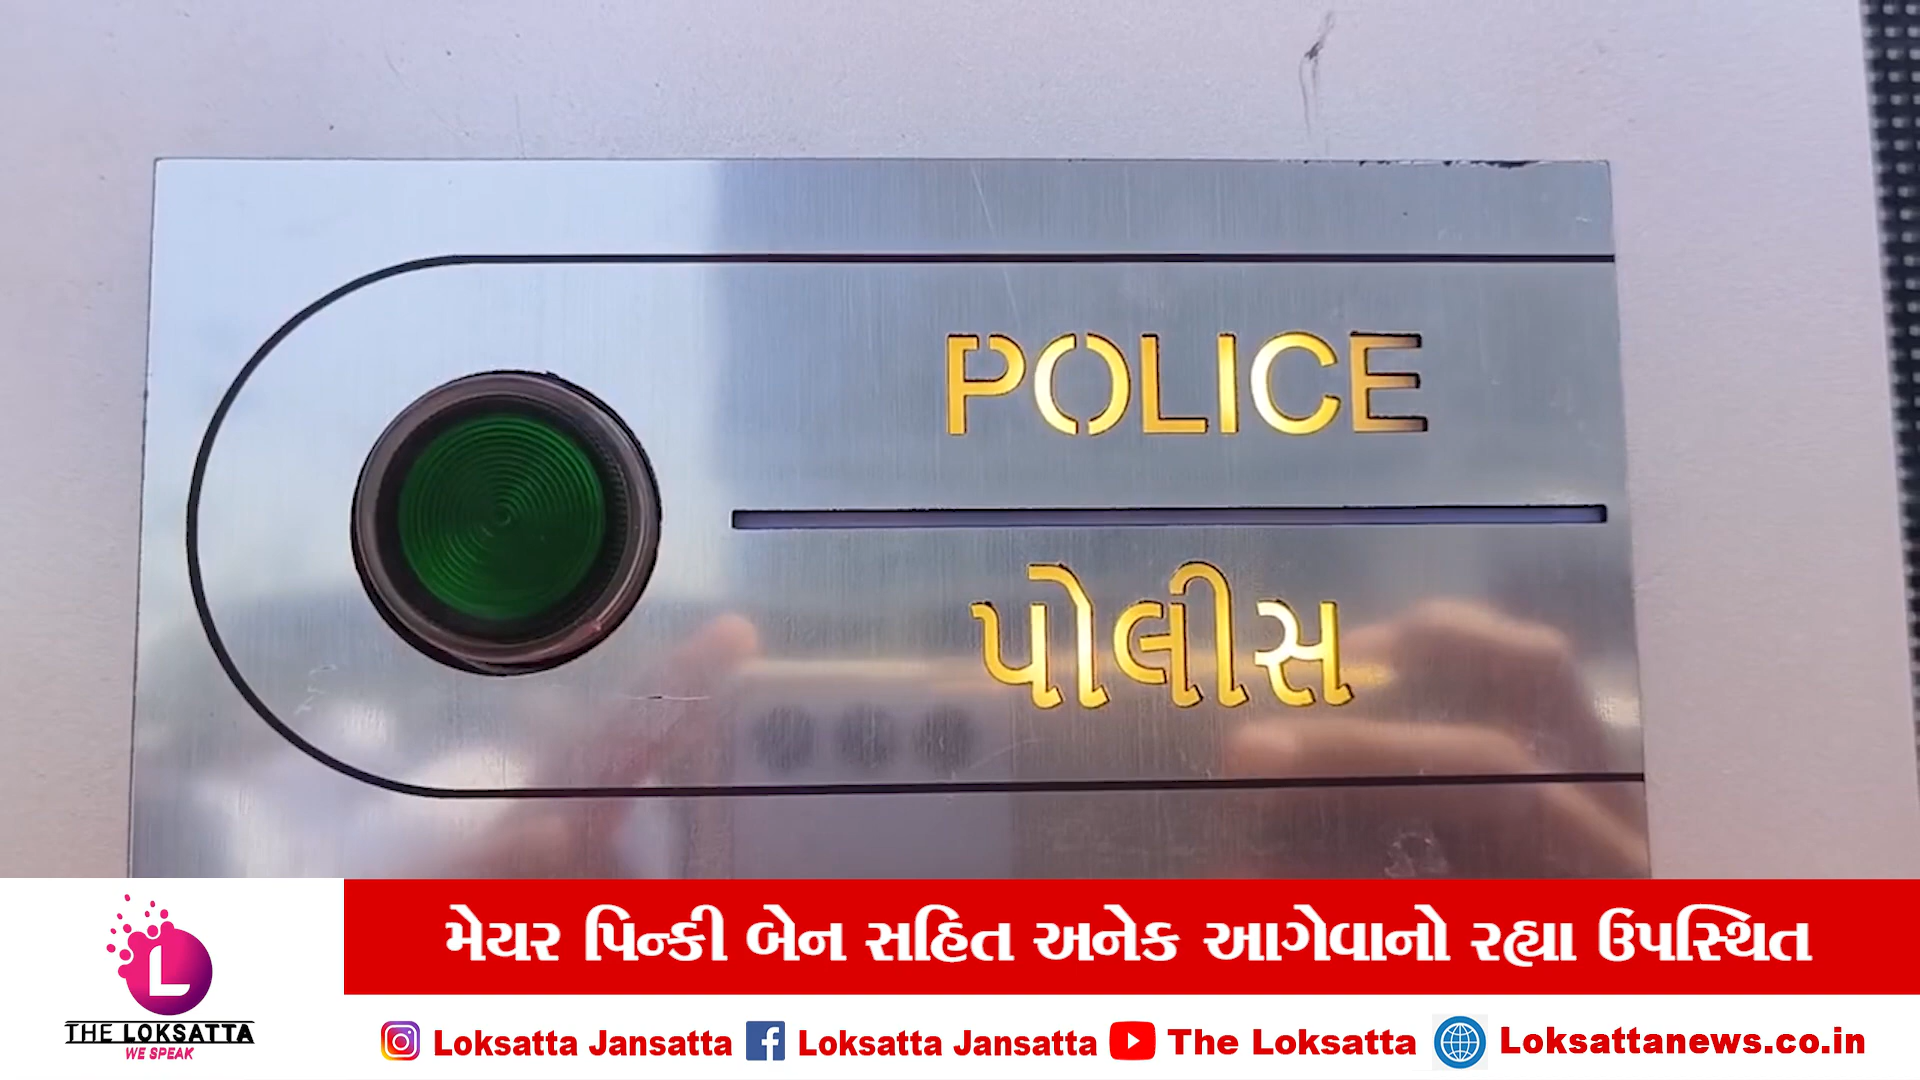 POLICE
પોલીસ
મેયર પિન્કી બેન સહિત અનેક આગેવાનો રહ્યા ઉપસ્થિત
L
THE LOKSATTA
WE SPEAK
Loksatta Jansatta Loksatta Jansatta The Loksatta Loksattanews.co.in